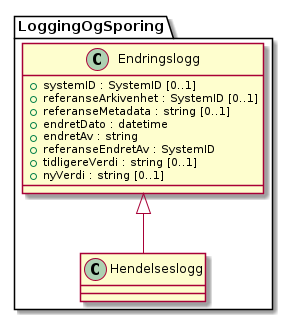 LoggingOgSporing
C Endringslogg
systemID : SystemID [0..1]
referanseArkivenhet : SystemID [0..1]
referanseMetadata : string [0..1]
endretDato : datetime
endretAv : string
referanseEndretAv : SystemID
tidligereVerdi : string [0..1]
nyVerdi : string [0..1]
C Hendelseslogg